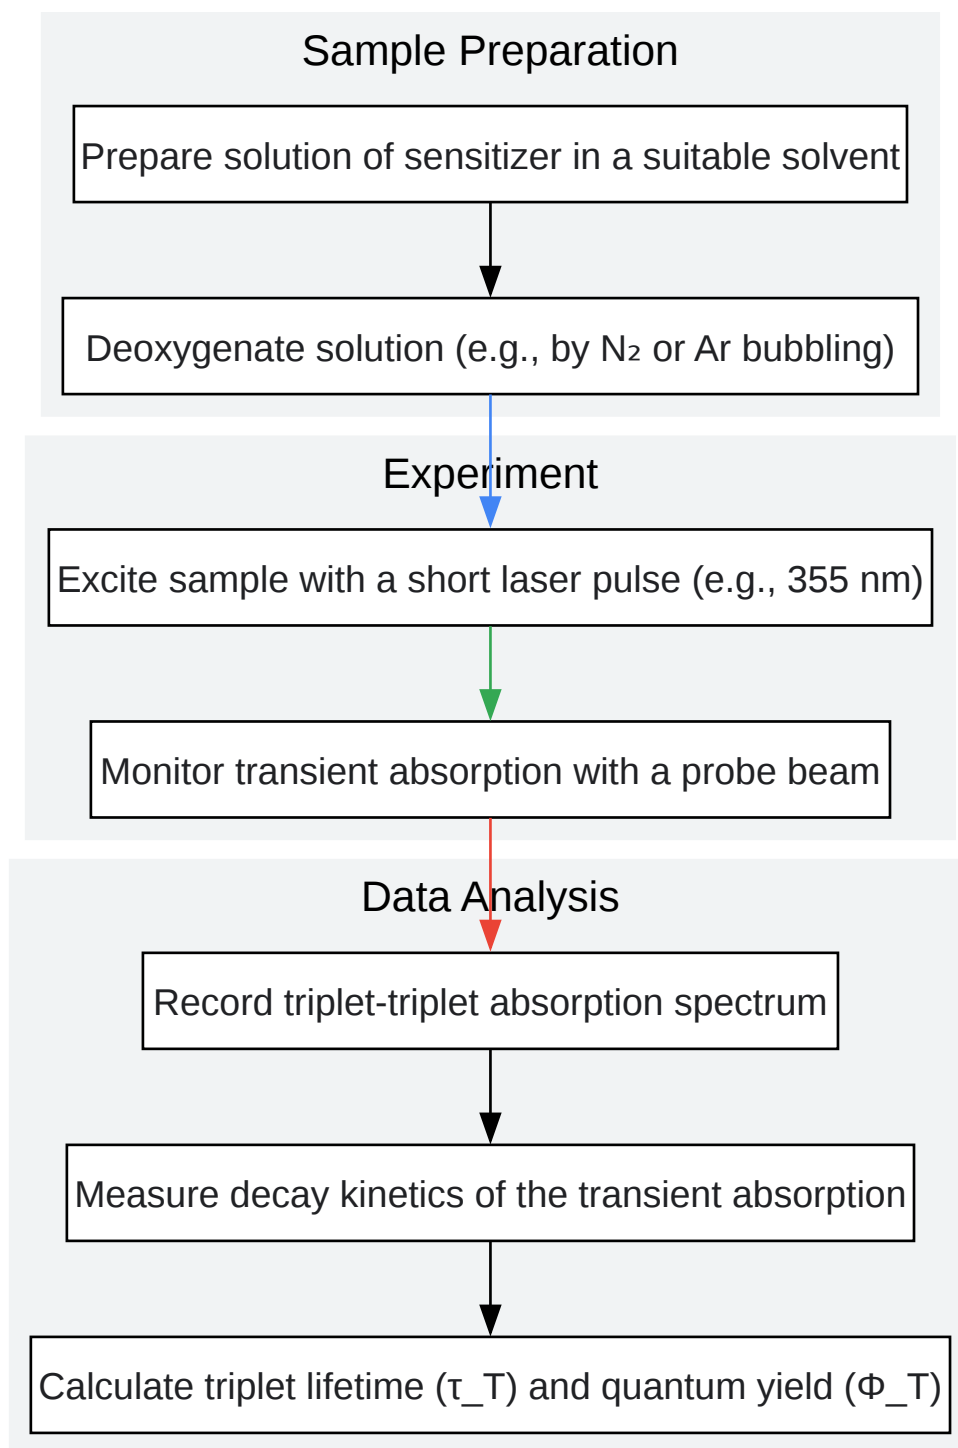 Sample Preparation
Prepare solution of sensitizer in a suitable solvent
Deoxygenate solution (e.g., by N₂ or Ar bubbling)
Experiment
Excite sample with a short laser pulse (e.g., 355 nm)
Monitor transient absorption with a probe beam
Data Analysis
Record triplet-triplet absorption spectrum
Measure decay kinetics of the transient absorption
Calculate triplet lifetime (τ_T) and quantum yield (Φ_T)